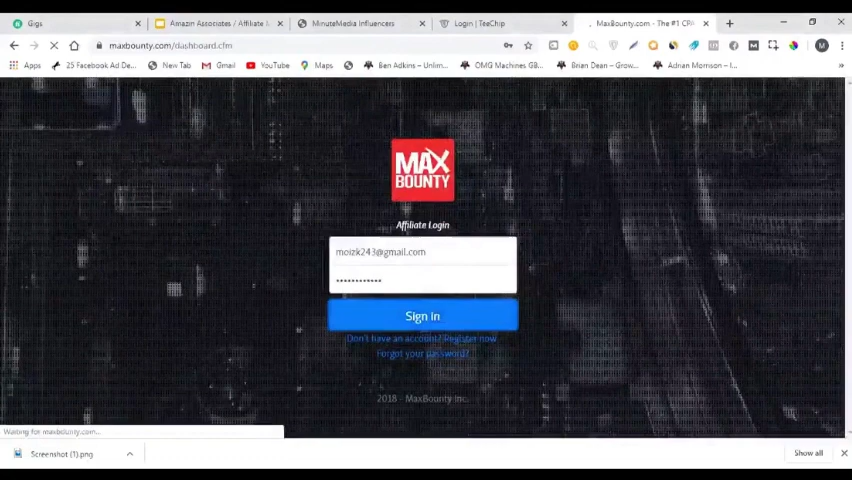 Gigs
Amazin Associates / Affiliate
MinuteMedia Influencers
Login | TeeChip
MaxBounty.com - The #1 CPA
maxbounty.com/dashboard.cfm
M
Apps
25 Facebook Ad De...
New Tab
Gmail
YouTube
Maps
Ben Adkins – Unlim...
OMG Machines GB...
Brian Dean – Grow...
Adrian Morrison – I...
MAX
BOUNTY
Affiliate Login
moizk243@gmail.com
••••••••••••
Sign in
Don't have an account? Register now
Forgot your password?
2018 - MaxBounty Inc.
Waiting for maxbounty.com...
Screenshot (1).png
Show all